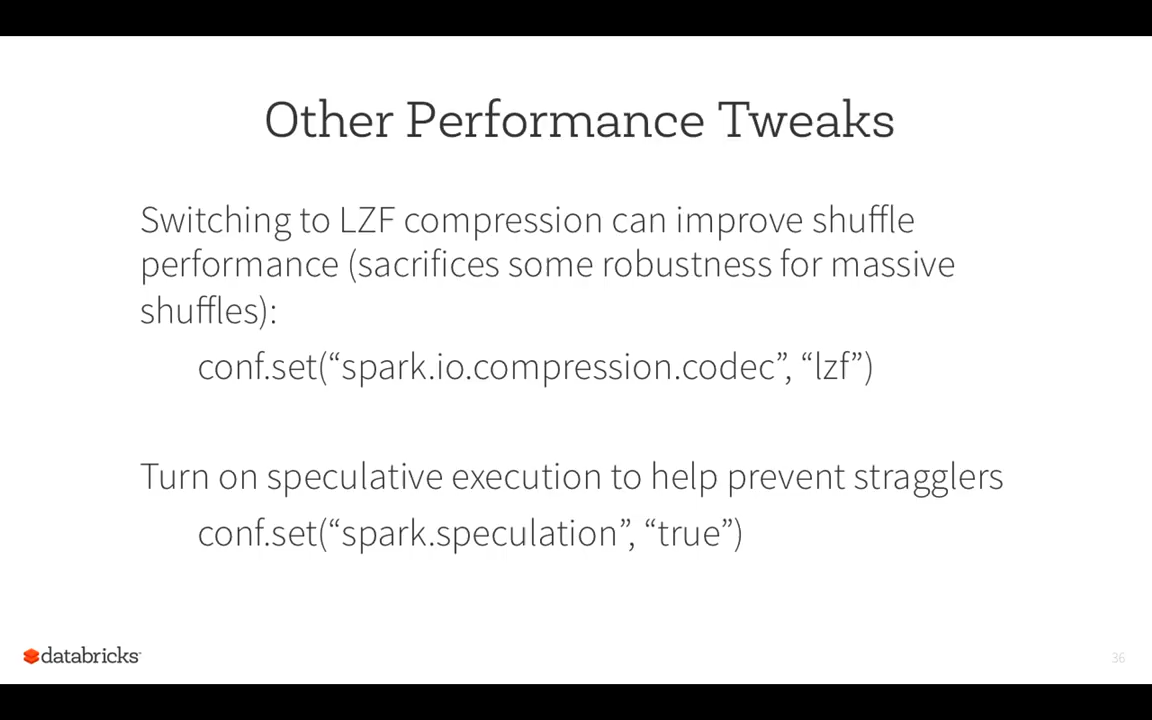 Other Performance Tweaks
Switching to LZF compression can improve shuffle
performance (sacrifices some robustness for massive
shuffles):
conf.set(“spark.io.compression.codec”, “lzf”)
Turn on speculative execution to help prevent stragglers
conf.set(“spark.speculation”, “true”)
databricks
36